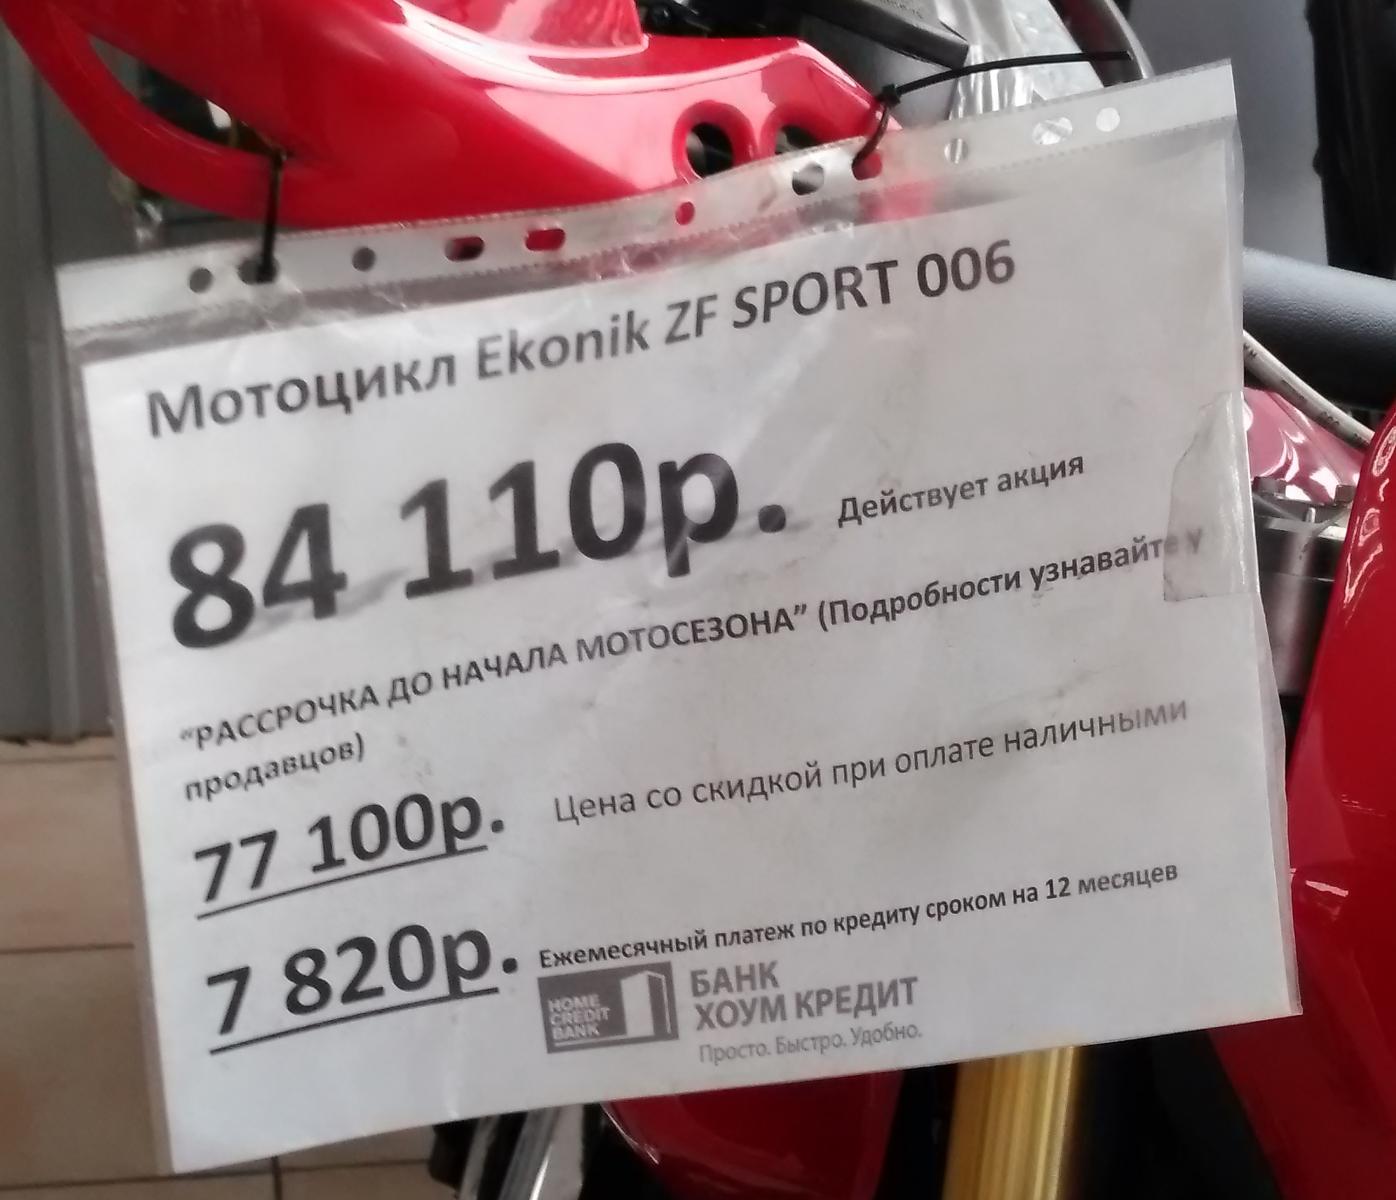 Мотоцикл Ekonik ZF SPORT 006
84 110р. Действует акция
“РАССРОЧКА ДО НАЧАЛА МОТОСЕЗОНА” (Подробности узнавайте у
продавцов)
77 100р. Цена со скидкой при оплате наличными
7 820р. Ежемесячный платеж по кредиту сроком на 12 месяцев
HOME
CREDIT
BANK
БАНК
ХОУМ КРЕДИТ
Просто. Быстро. Удобно.